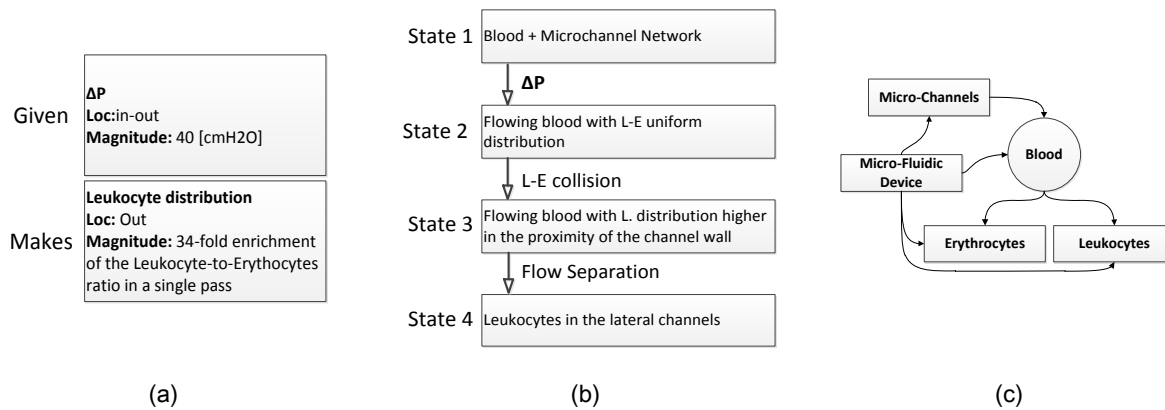 Given
ΔP
Loc:in-out
Magnitude: 40 [cmH2O]
Makes
Leukocyte distribution
Loc: Out
Magnitude: 34-fold enrichment
of the Leukocyte-to-Erythocytes
ratio in a single pass
(a)
State 1
Blood + Microchannel Network
ΔP
State 2
Flowing blood with L-E uniform
distribution
L-E collision
State 3
Flowing blood with L. distribution higher
in the proximity of the channel wall
Flow Separation
State 4
Leukocytes in the lateral channels
(b)
Micro-Channels
Blood
Micro-Fluidic
Device
Erythrocytes
Leukocytes
(c)